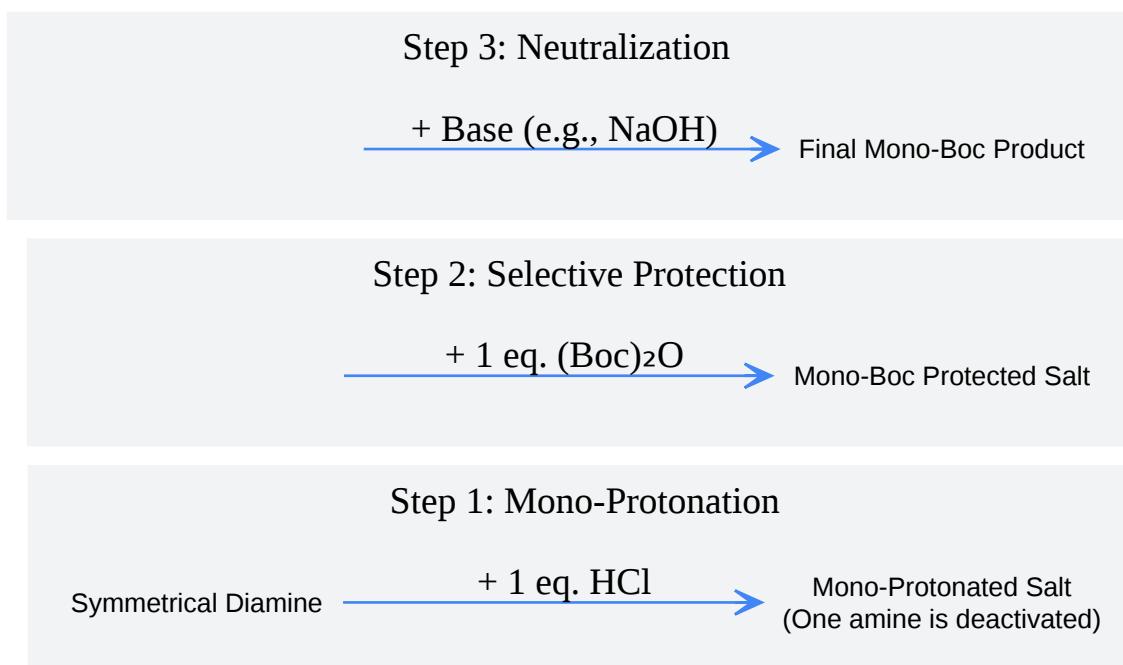 Step 3: Neutralization
+ Base (e.g., NaOH)
Final Mono-Boc Product
Step 2: Selective Protection
+ 1 eq. (Boc)₂O
Mono-Boc Protected Salt
Step 1: Mono-Protonation
Symmetrical Diamine
+ 1 eq. HCl
Mono-Protonated Salt
(One amine is deactivated)